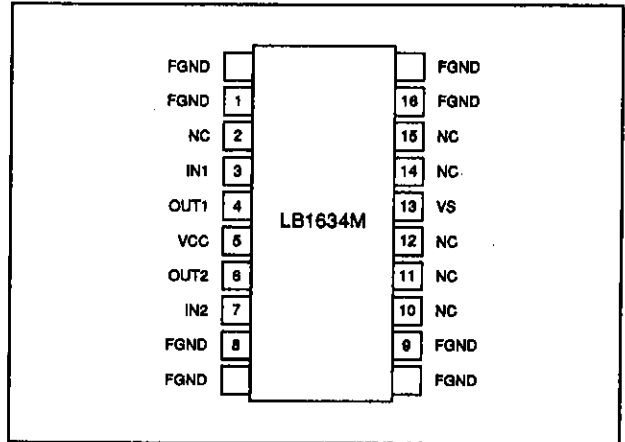 FGND FGND
FGND 1 16 FGND
NC 2 15 NC
IN1 3 14 NC
OUT1 4 13 VS
LB1634M
VCC 5 12 NC
OUT2 6 11 NC
IN2 7 10 NC
FGND 8 9 FGND
FGND FGND